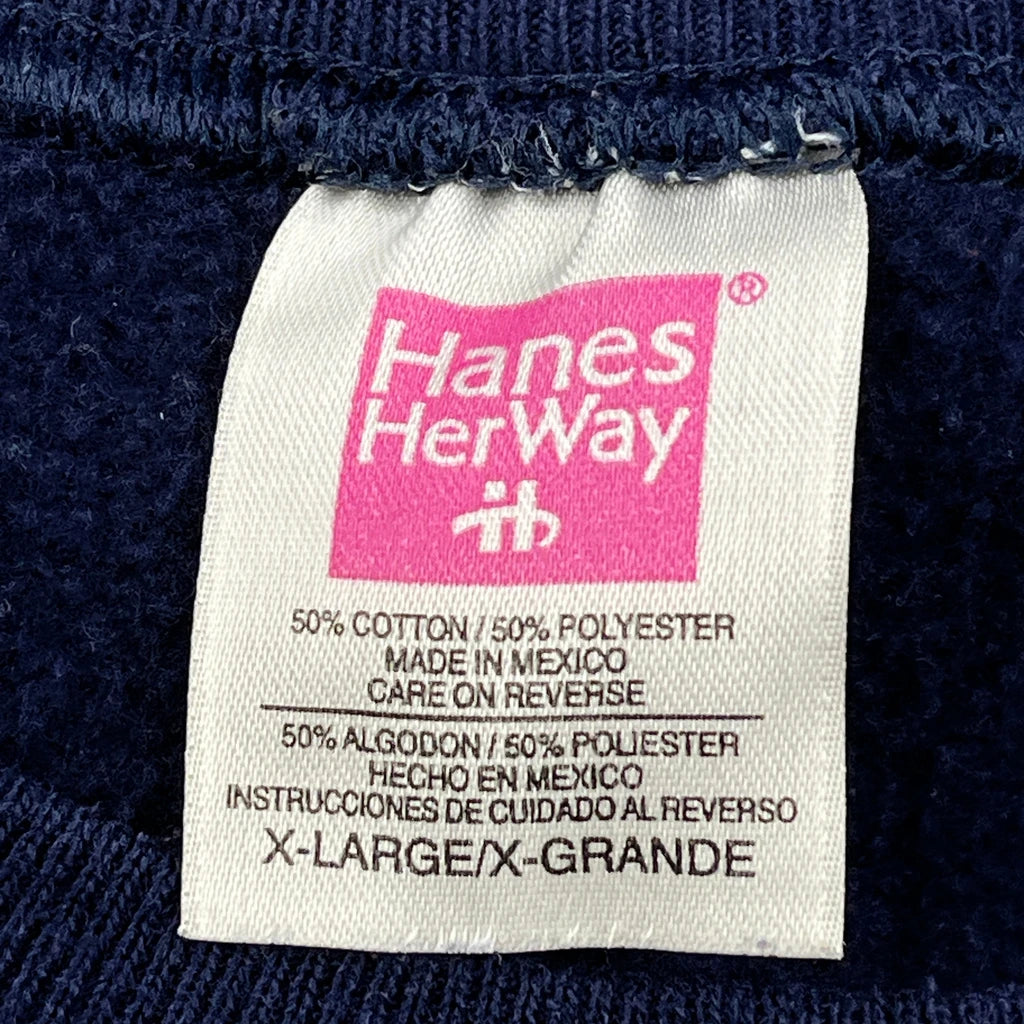 Hanes®
HerWay
50% COTTON / 50% POLYESTER
MADE IN MEXICO
CARE ON REVERSE
50% ALGODON / 50% POLIESTER
HECHO EN MEXICO
INSTRUCCIONES DE CUIDADO AL REVERSO
X-LARGE/X-GRANDE